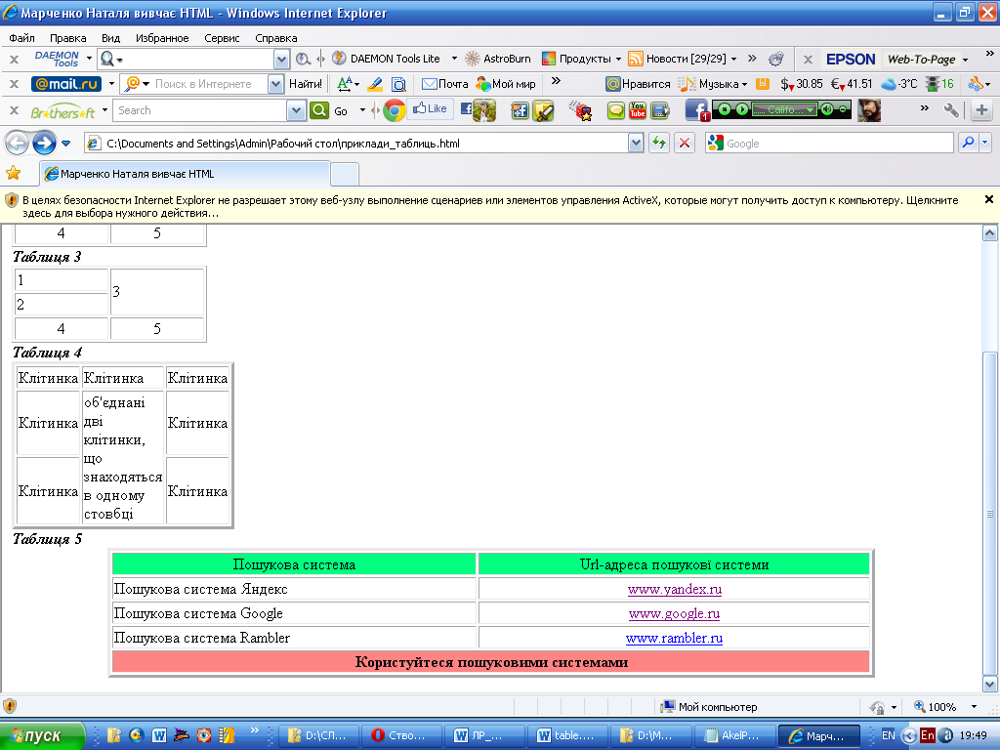 Марченко Наталя вивчає HTML - Windows Internet Explorer
Файл Правка Вид Избранное Сервис Справка
DAEMON Tools DAEMON Tools Lite AstroBurn Продукты Новости [29/29] » EPSON Web-To-Page »
@mail.ru Поиск в Интернете Найти! Почта Мой мир » Нравится Музыка $ 30.85 € 41.51 -3°C 16
Br thers ft Search Go Like You Tube 1 Califo... »
C:\Documents and Settings\Admin\Рабочий стол\приклади_таблиць.html Google
Марченко Наталя вивчає HTML
В целях безопасности Internet Explorer не разрешает этому веб-узлу выполнение сценариев или элементов управления ActiveX, которые могут получить доступ к компьютеру. Щелкните
здесь для выбора нужного действия...
4 5
Таблиця 3
1
3
2
4 5
Таблиця 4
Клітинка Клітинка Клітинка
Клітинка об'єднані дві клітинки, що знаходяться в одному стовбці Клітинка
Клітинка Клітинка
Таблиця 5
Пошукова система Url-адреса пошукові системи
Пошукова система Яндекс www.yandex.ru
Пошукова система Google www.google.ru
Пошукова система Rambler www.rambler.ru
Користуйтеся пошуковими системами
Мой компьютер 100%
пуск » D:\СЛ... Ство... ЛР_... table.... D:\М... AkelP... Марч... EN En 19:49